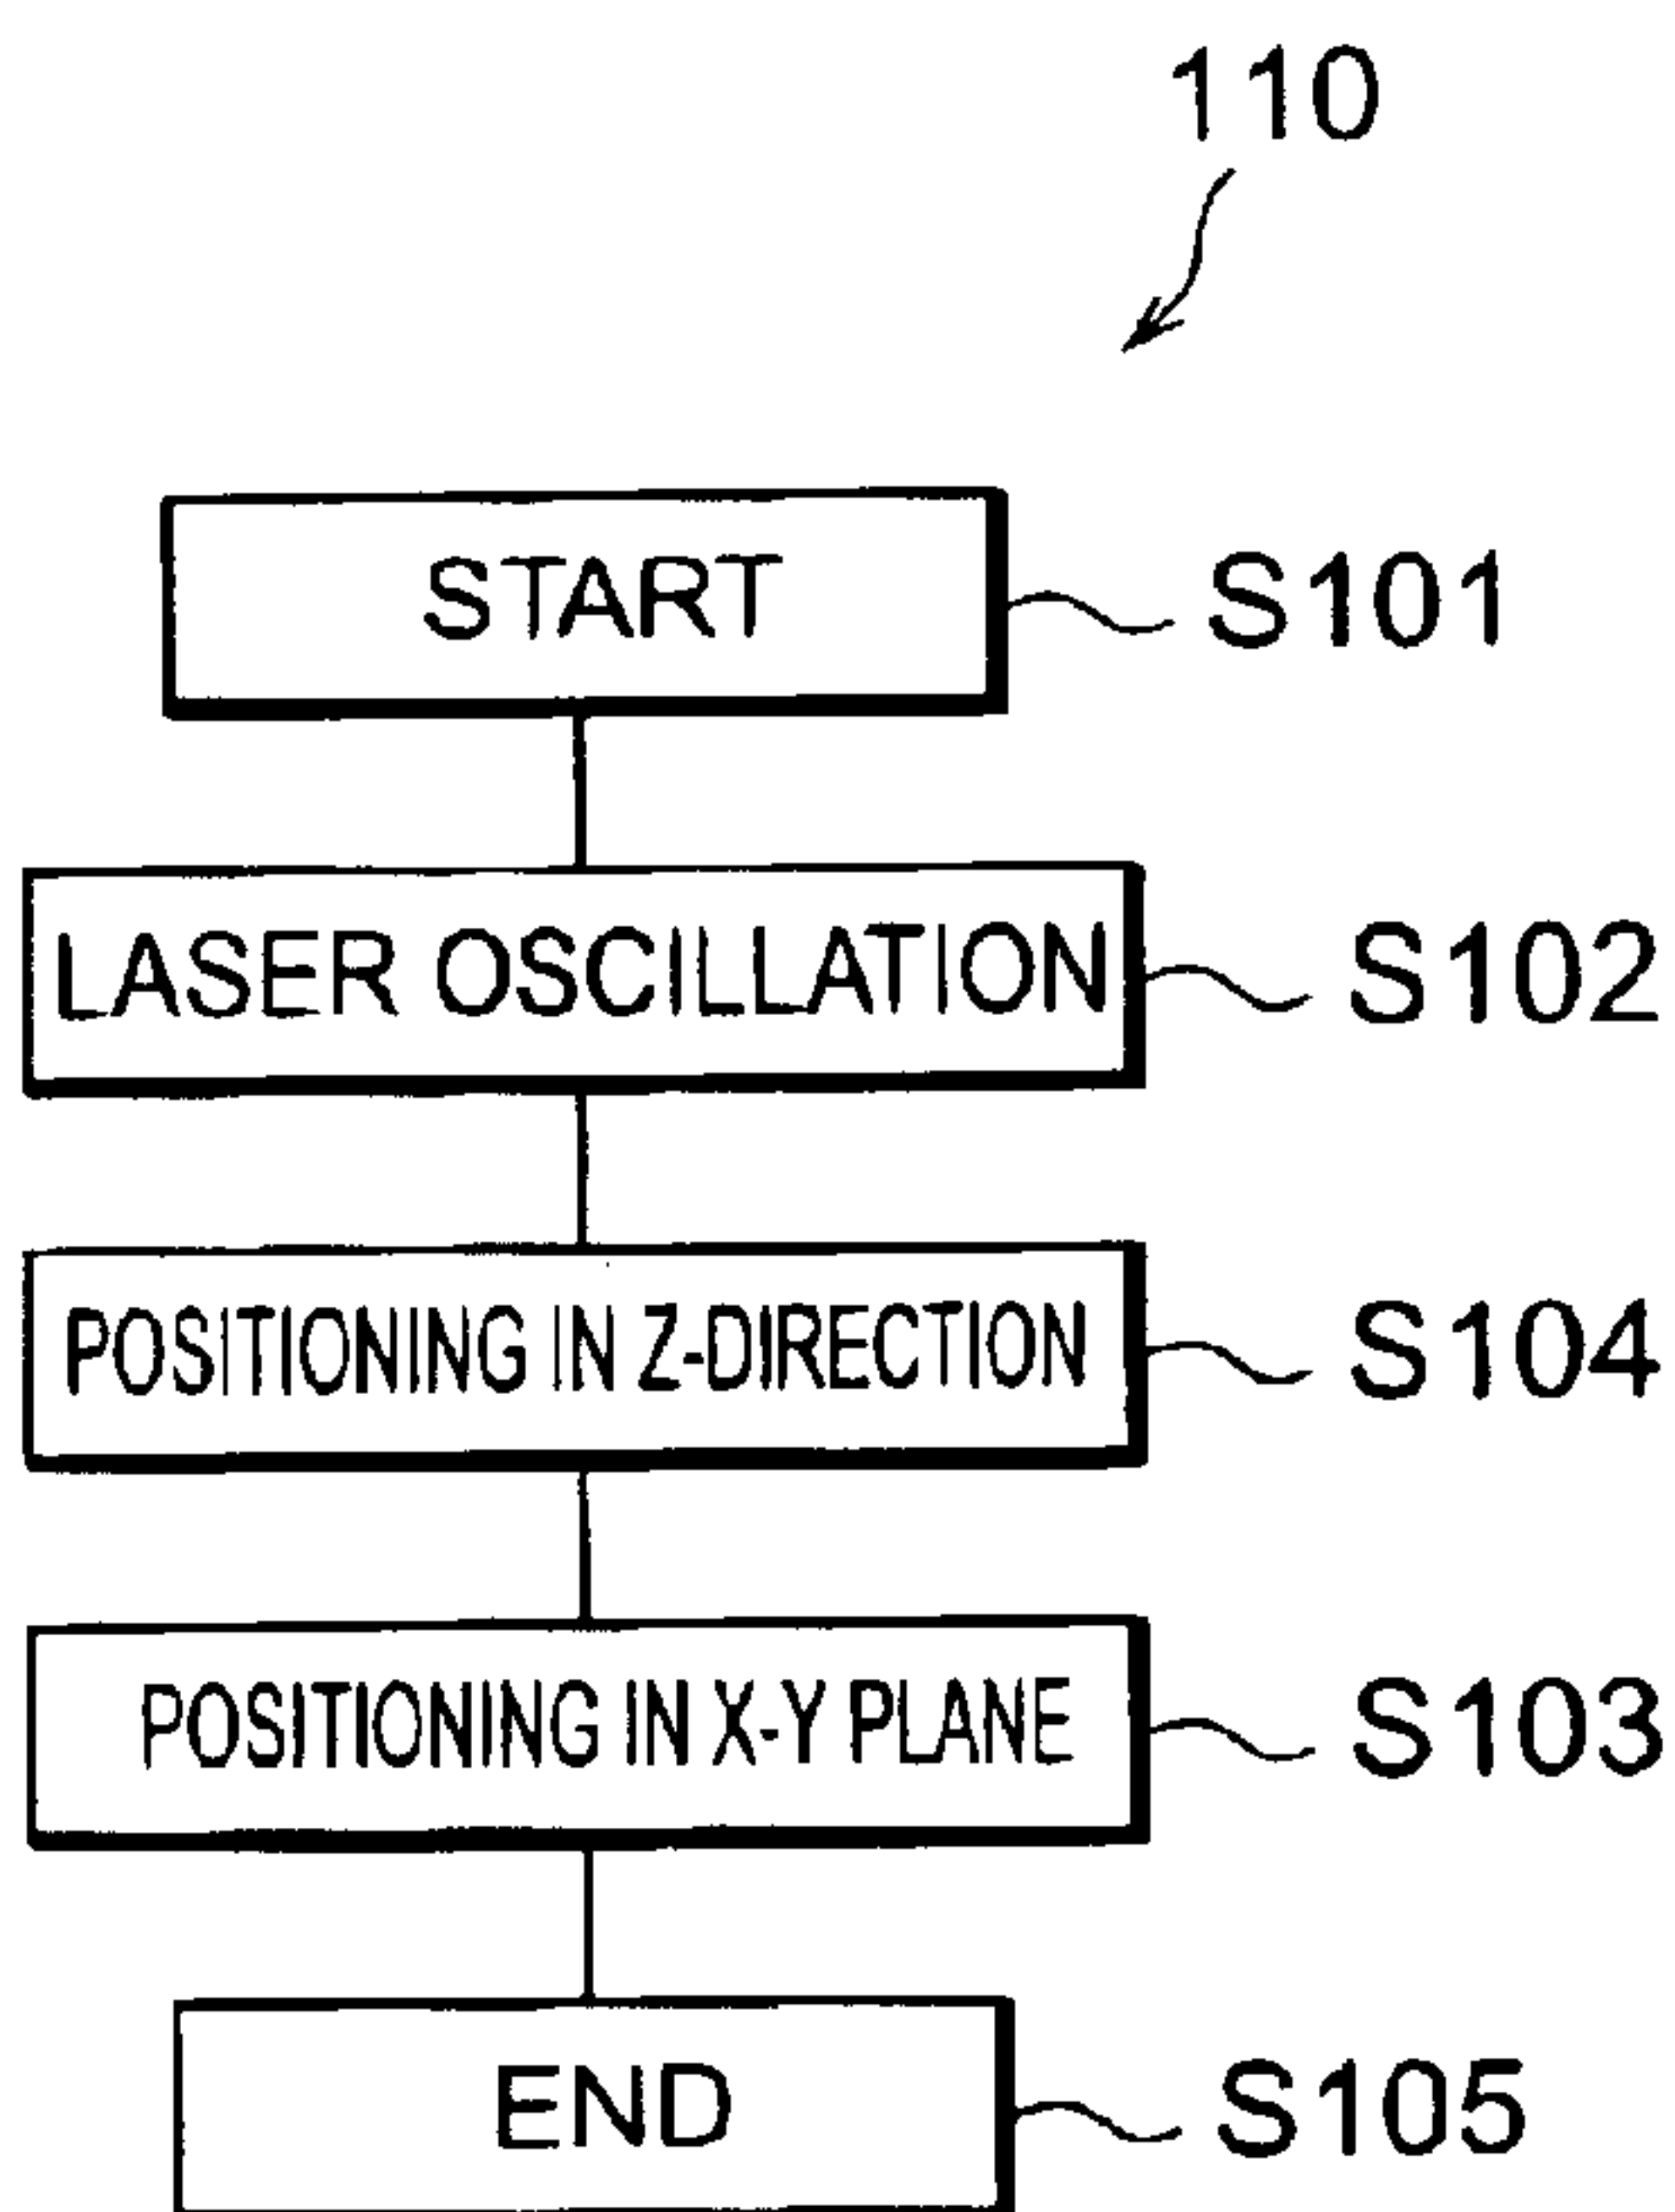 110
START S101
LASER OSCILLATION S102
POSITIONING IN Z-DIRECTION S104
POSITIONING IN X-Y PLANE S103
END S105